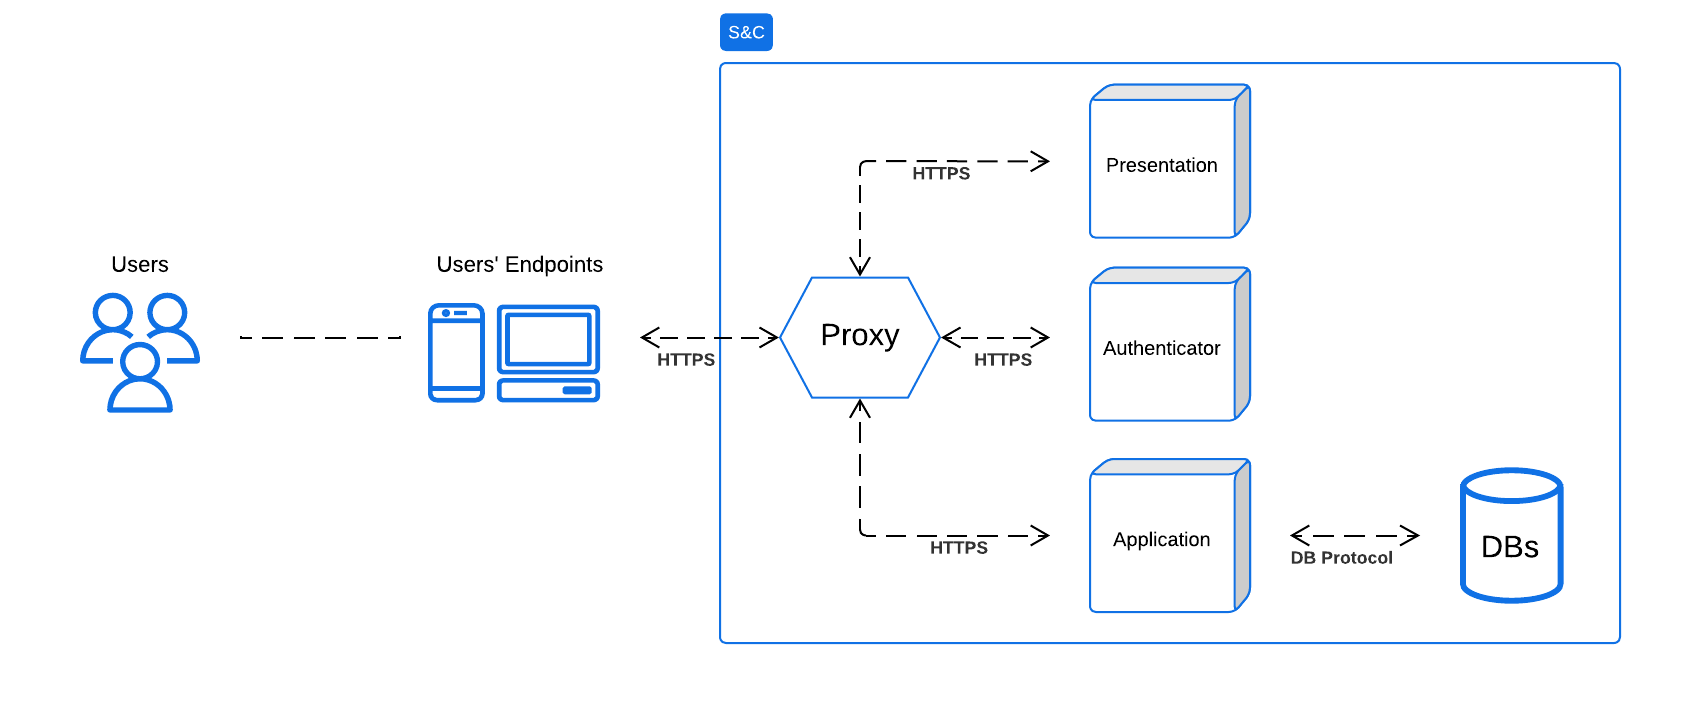 S&C
Presentation
HTTPS
Users
Users' Endpoints
Proxy
HTTPS
HTTPS
Authenticator
Application
HTTPS
DB Protocol
DBs